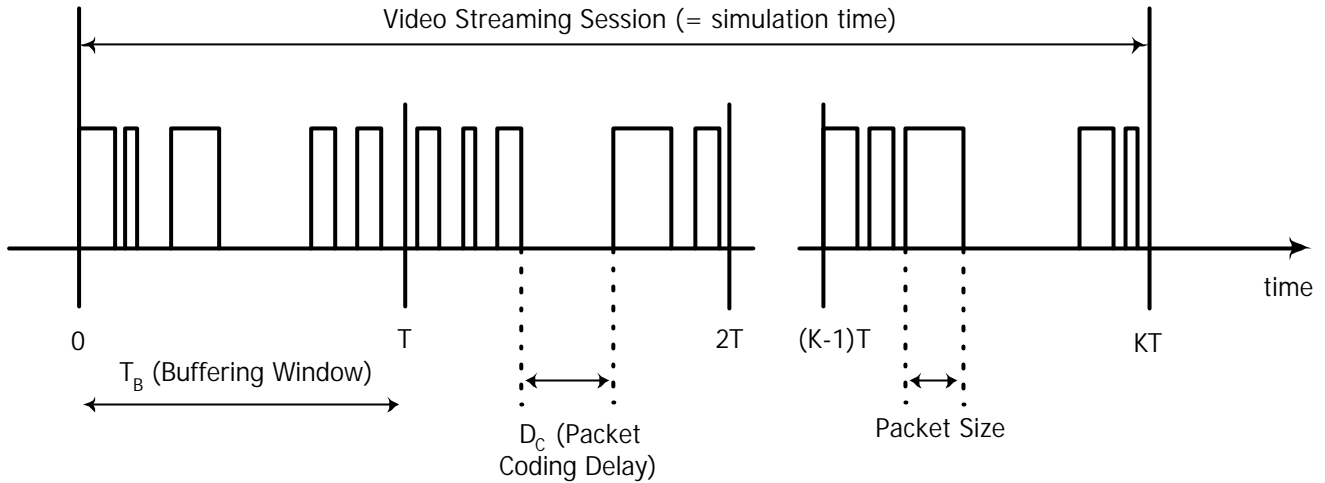 Video Streaming Session (= simulation time)
time
0
T
2T
(K-1)T
KT
T_B (Buffering Window)
D_C (Packet
Coding Delay)
Packet Size